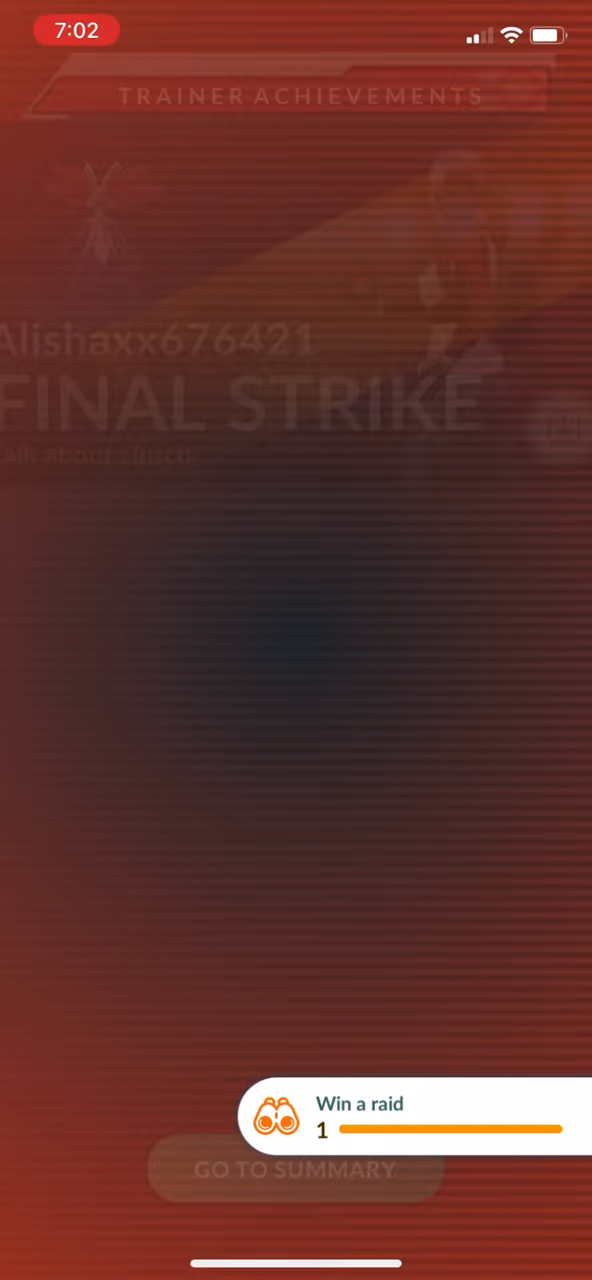 7:02
TRAINER ACHIEVEMENTS
Alishaxx676421
FINAL STRIKE
Win a raid
1
GO TO SUMMARY